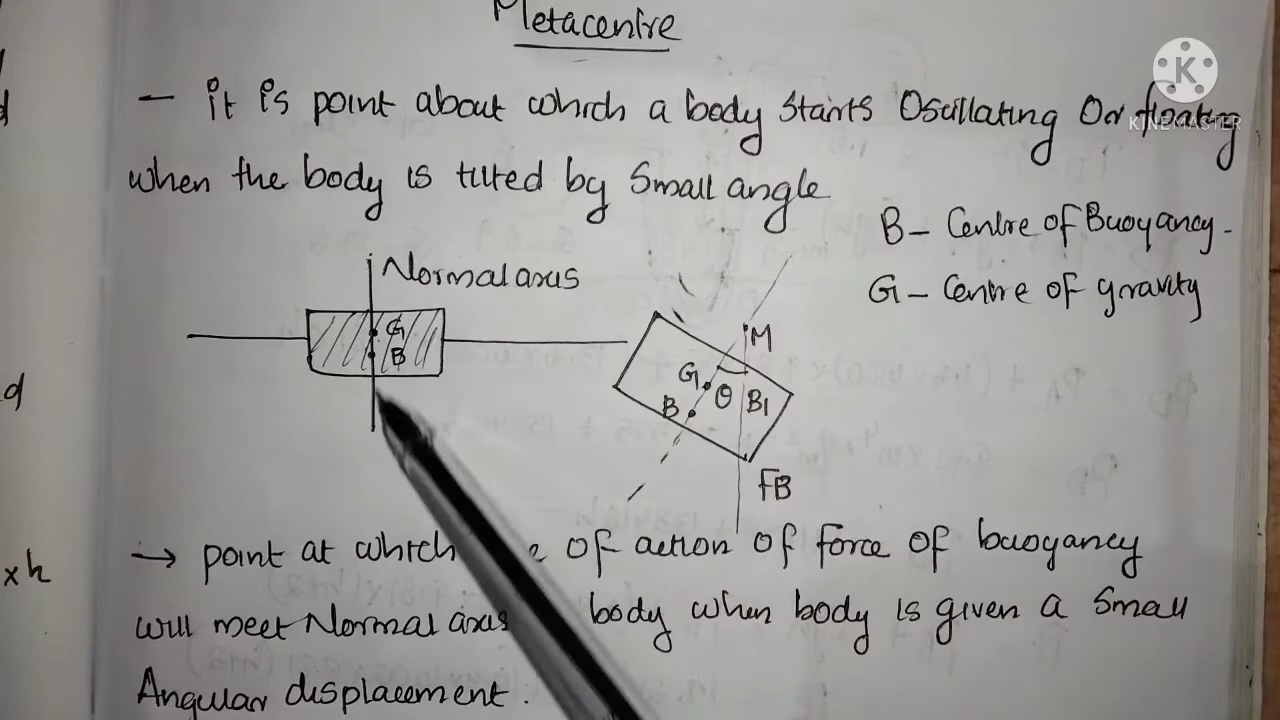 Metacentre
- it is point about which a body starts Oscillating Or floating
KINEMASTER
when the body is tilted by Small angle
B - Centre of Buoyancy -
G - Centre of gravity
Normal axis
G
B
M
G
θ
B
B1
FB
d
xh
→ point at which of action of force of buoyancy
will meet Normal axis body when body is given a Small
Angular displacement.